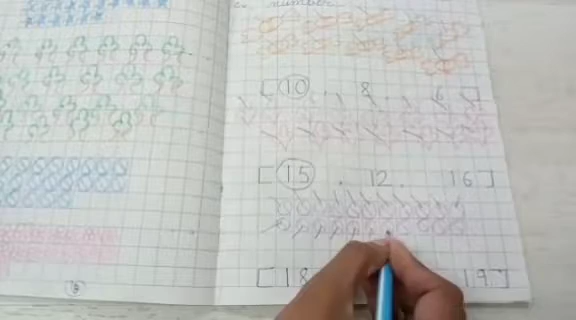 number
[ 10 , 8 , 6 ]
[ 15 , 12 , 16 ]
[ 18 19 ]